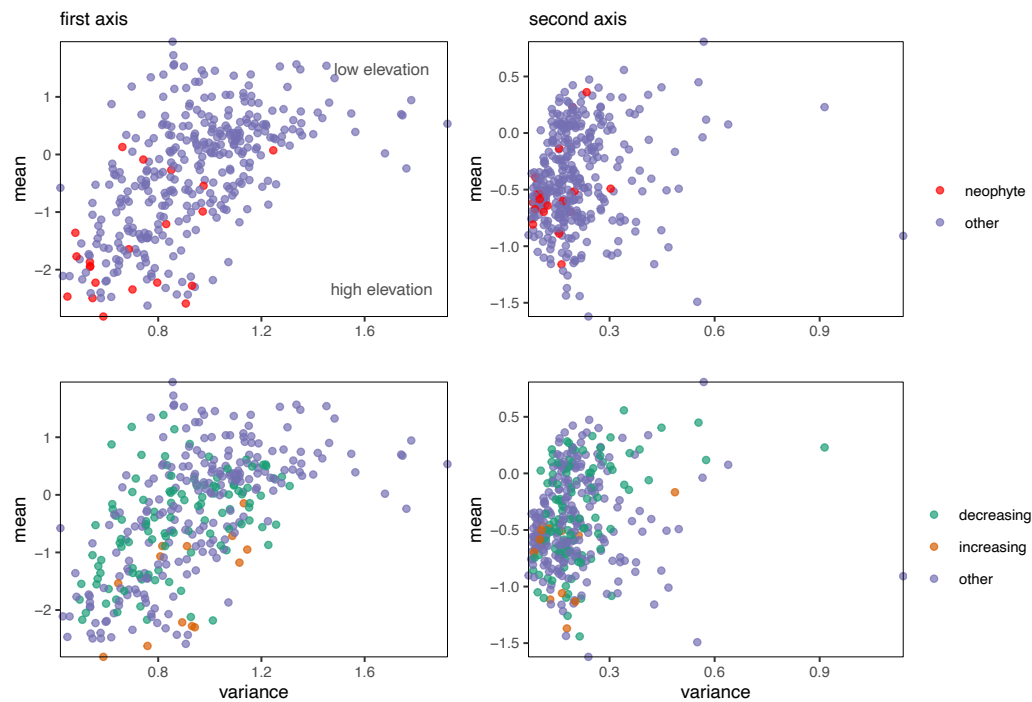 first axis
second axis
mean
1
0
−1
−2
low elevation
high elevation
0.8
1.2
1.6
mean
0.5
0.0
−0.5
−1.0
−1.5
0.3
0.6
0.9
neophyte
other
mean
1
0
−1
−2
0.8
1.2
1.6
variance
mean
0.5
0.0
−0.5
−1.0
−1.5
0.3
0.6
0.9
variance
decreasing
increasing
other